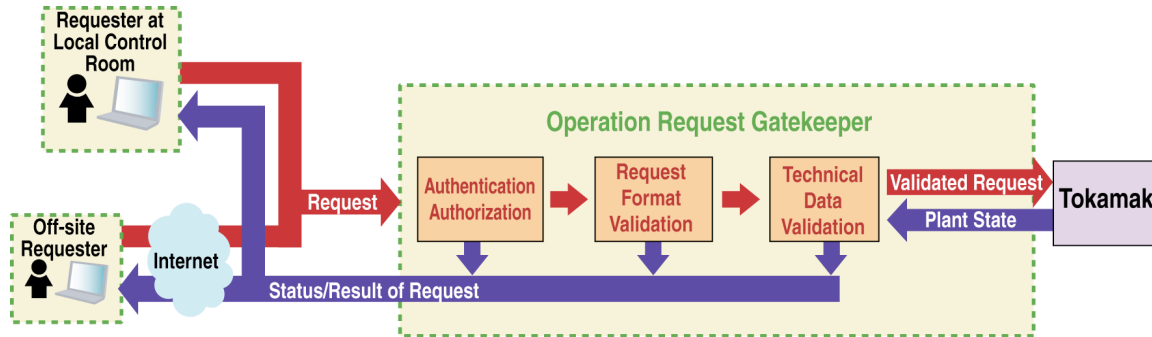 Requester at
Local Control
Room
Operation Request Gatekeeper
Authentication
Authorization
Request
Format
Validation
Technical
Data
Validation
Validated Request
Plant State
Tokamak
Request
Off-site
Requester
Internet
Status/Result of Request